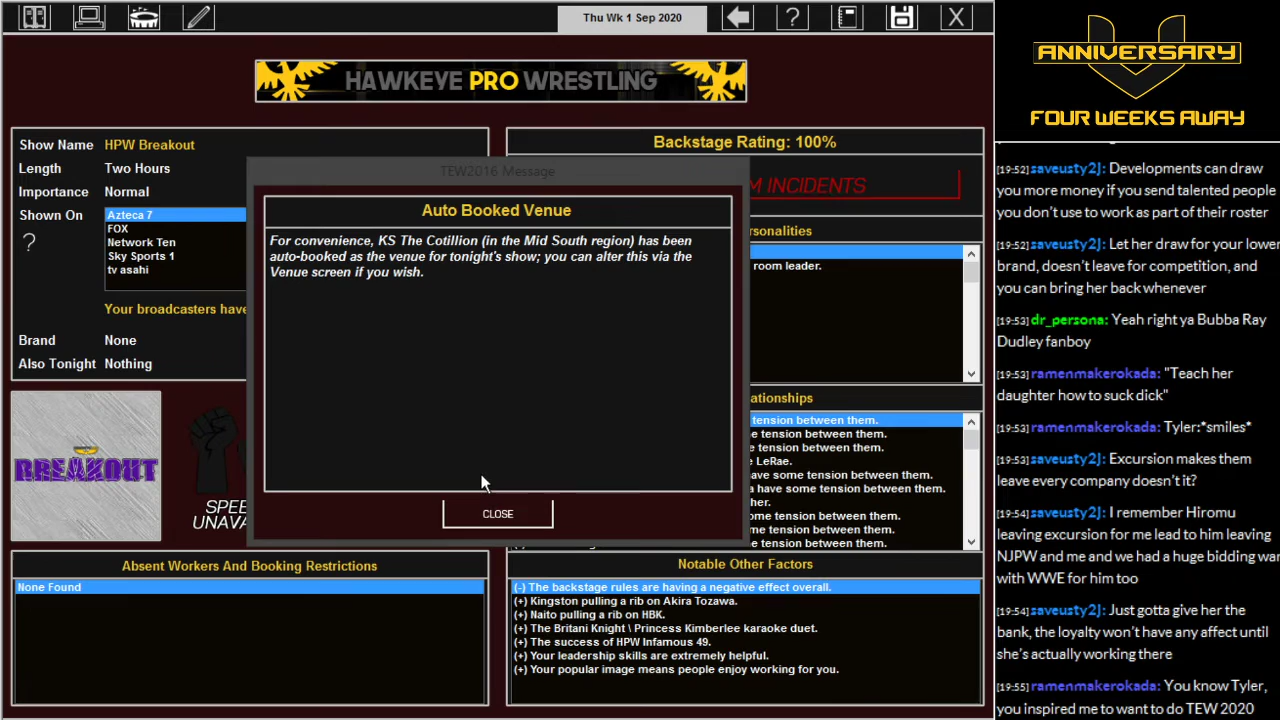 Thu Wk 1 Sep 2020
HAWKEYE PRO WRESTLING
Show Name HPW Breakout
Length Two Hours
Importance Normal
Shown On Azteca 7
FOX
Network Ten
Sky Sports 1
tv asahi
?
Your broadcasters have
Brand None
Also Tonight Nothing
BREAKOUT
SPEE
UNAVA
Backstage Rating: 100%
M INCIDENTS
sonalities
room leader.
TEW2016 Message
Auto Booked Venue
For convenience, KS The Cotillion (in the Mid South region) has been
auto-booked as the venue for tonight's show; you can alter this via the
Venue screen if you wish.
CLOSE
ationships
tension between them.
e tension between them.
e tension between them.
e LeRae.
ave some tension between them.
a have some tension between them.
her.
ome tension between them.
me tension between them.
me tension between them.
Absent Workers And Booking Restrictions
None Found
Notable Other Factors
(-) The backstage rules are having a negative effect overall.
(+) Kingston pulling a rib on Akira Tozawa.
(+) Naito pulling a rib on HBK.
(+) The Britani Knight \ Princess Kimberlee karaoke duet.
(+) The success of HPW Infamous 49.
(+) Your leadership skills are extremely helpful.
(+) Your popular image means people enjoy working for you.
ANNIVERSARY
FOUR WEEKS AWAY
[19:52] saveusty2J: Developments can draw
you more money if you send talented people
you don't use to work as part of their roster
[19:52] saveusty2J: Let her draw for your lower
brand, doesn't leave for competition, and
you can bring her back whenever
[19:53] dr_persona: Yeah right ya Bubba Ray
Dudley fanboy
[19:53] ramenmakerokada: "Teach her
daughter how to suck dick"
[19:53] ramenmakerokada: Tyler:*smiles*
[19:53] saveusty2J: Excursion makes them
leave every company doesn't it?
[19:54] saveusty2J: I remember Hiromu
leaving excursion for me lead to him leaving
NJPW and me and we had a huge bidding war
with WWE for him too
[19:54] saveusty2J: Just gotta give her the
bank, the loyalty won't have any affect until
she's actually working there
[19:55] ramenmakerokada: You know Tyler,
you inspired me to want to do TEW 2020